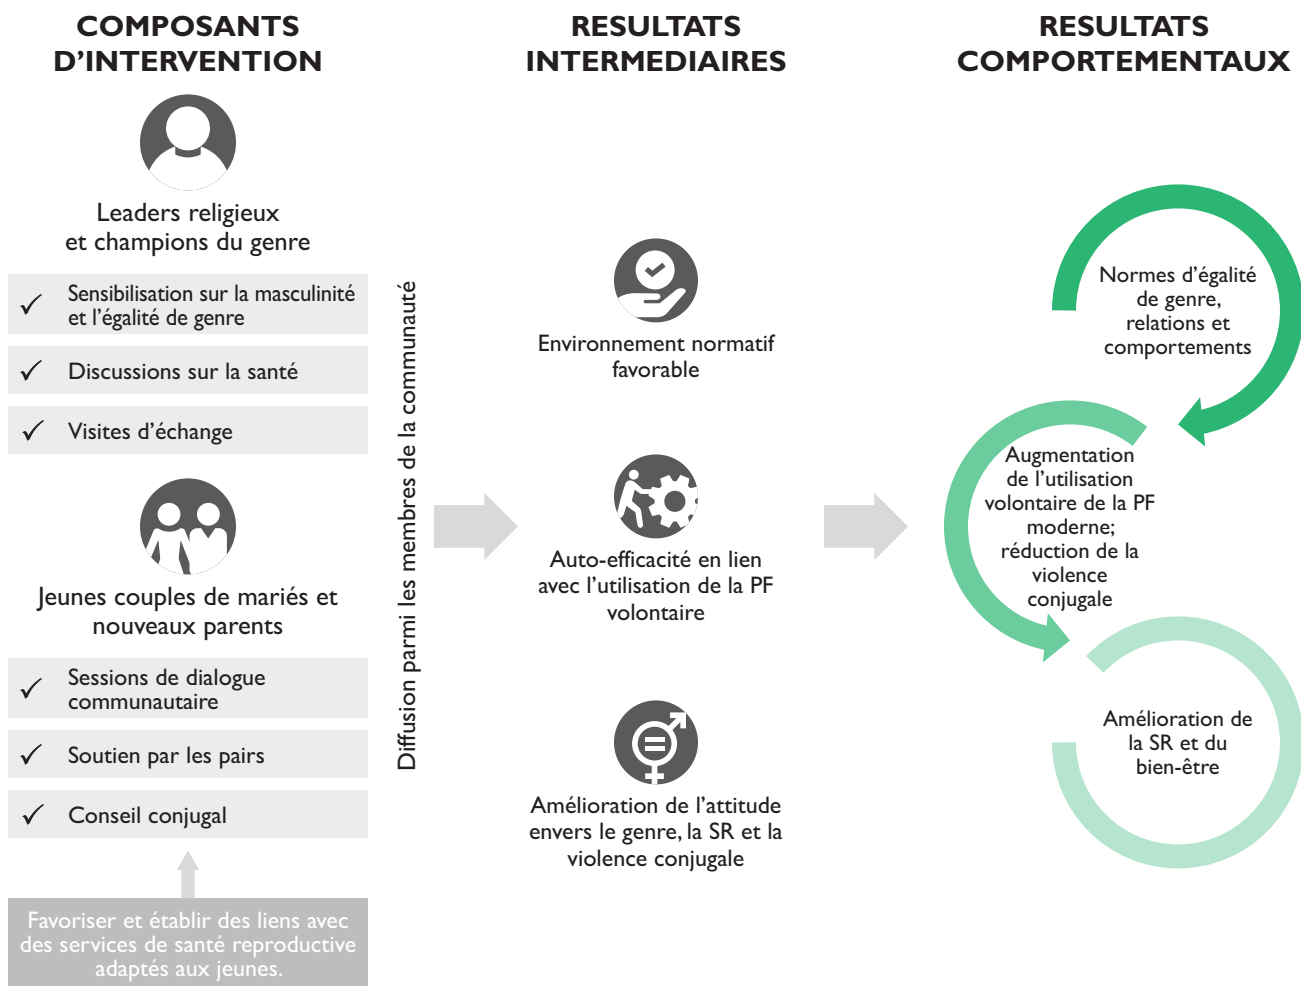 COMPOSANTS
D'INTERVENTION
Leaders religieux
et champions du genre
✓ Sensibilisation sur la masculinité
et l'égalité de genre
✓ Discussions sur la santé
✓ Visites d'échange
Jeunes couples de mariés et
nouveaux parents
✓ Sessions de dialogue
communautaire
✓ Soutien par les pairs
✓ Conseil conjugal
Favoriser et établir des liens avec
des services de santé reproductive
adaptés aux jeunes.
Diffusion parmi les membres de la communauté
RESULTATS
INTERMEDIAIRES
Environnement normatif
favorable
Auto-efficacité en lien
avec l'utilisation de la PF
volontaire
Amélioration de l'attitude
envers le genre, la SR et la
violence conjugale
RESULTATS
COMPORTEMENTAUX
Normes d'égalité
de genre,
relations et
comportements
Augmentation
de l'utilisation
volontaire de la PF
moderne;
réduction de la
violence
conjugale
Amélioration de
la SR et du
bien-être